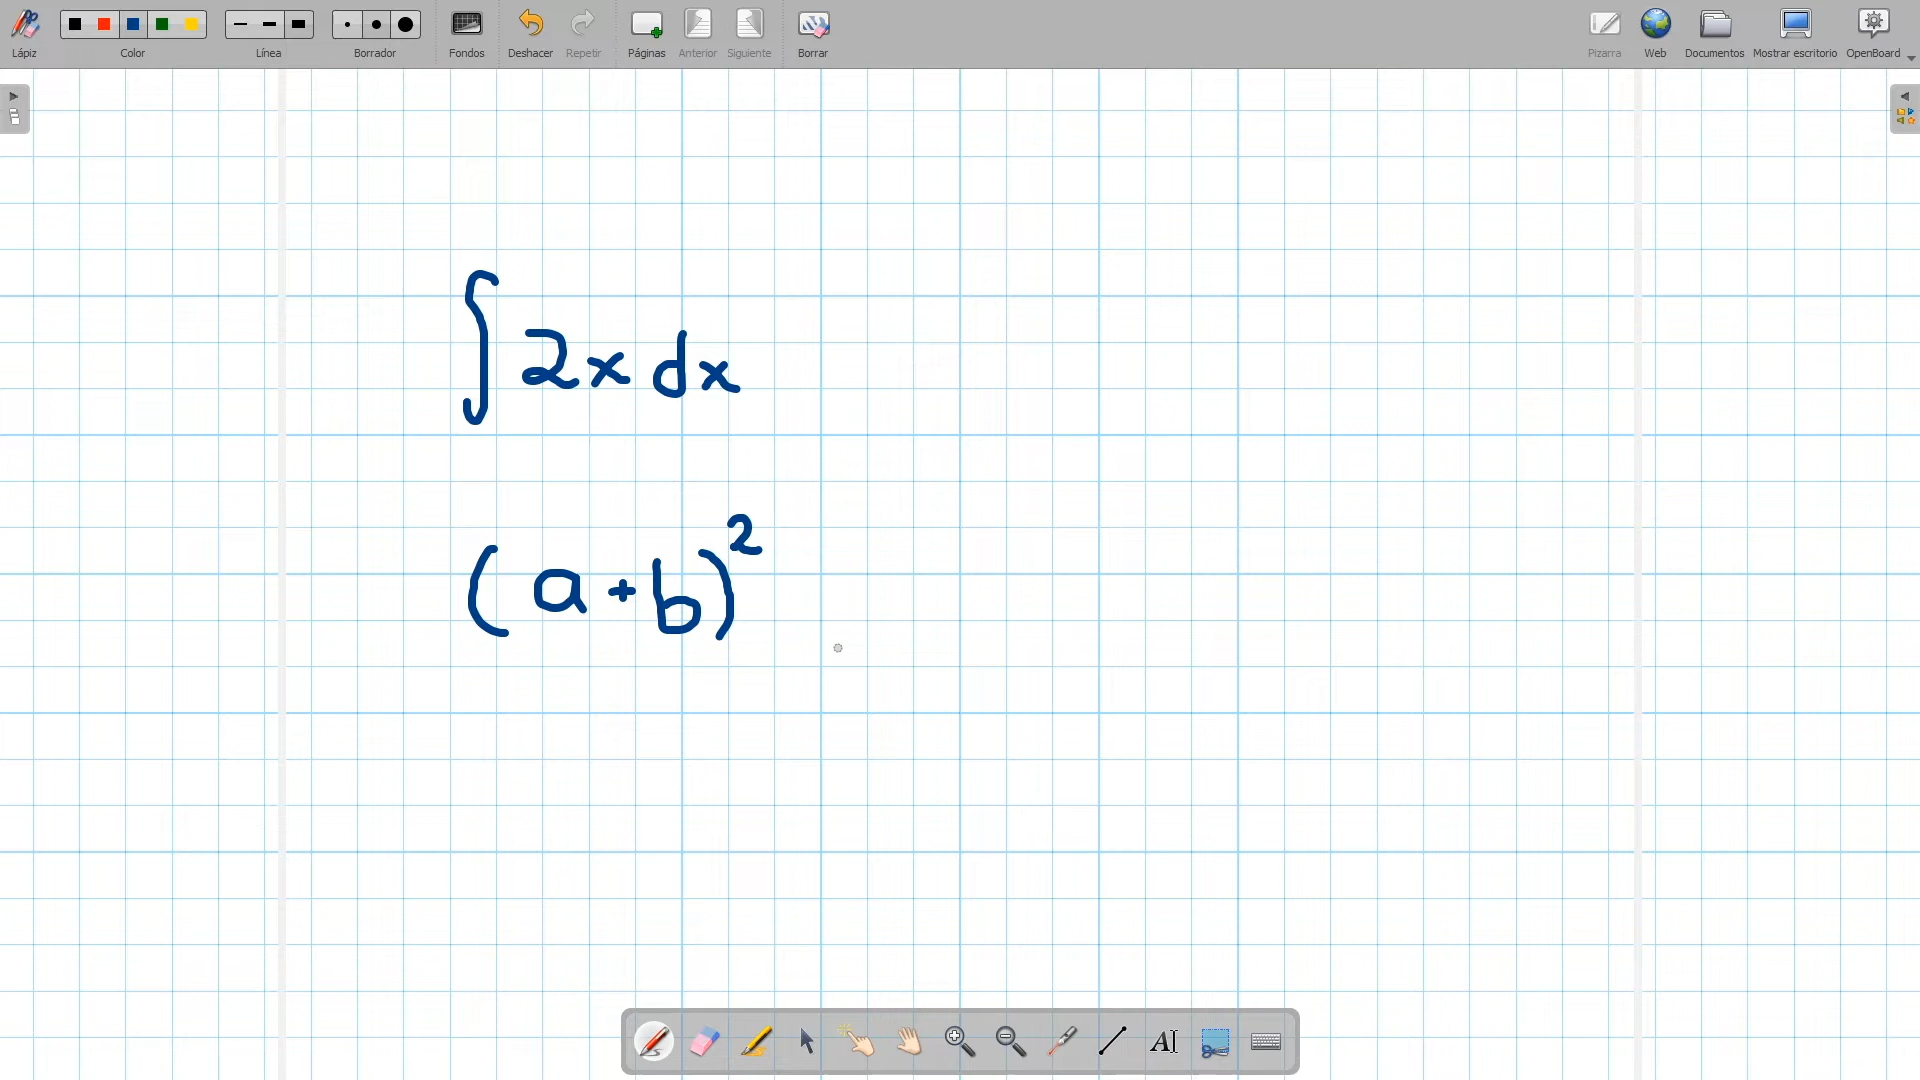 Lápiz Color Línea Borrador Fondos Deshacer Repetir Páginas Anterior Siguiente Borrar Pizarra Web Documentos Mostrar escritorio OpenBoard
∫ 2x dx
(a+b)²
AI